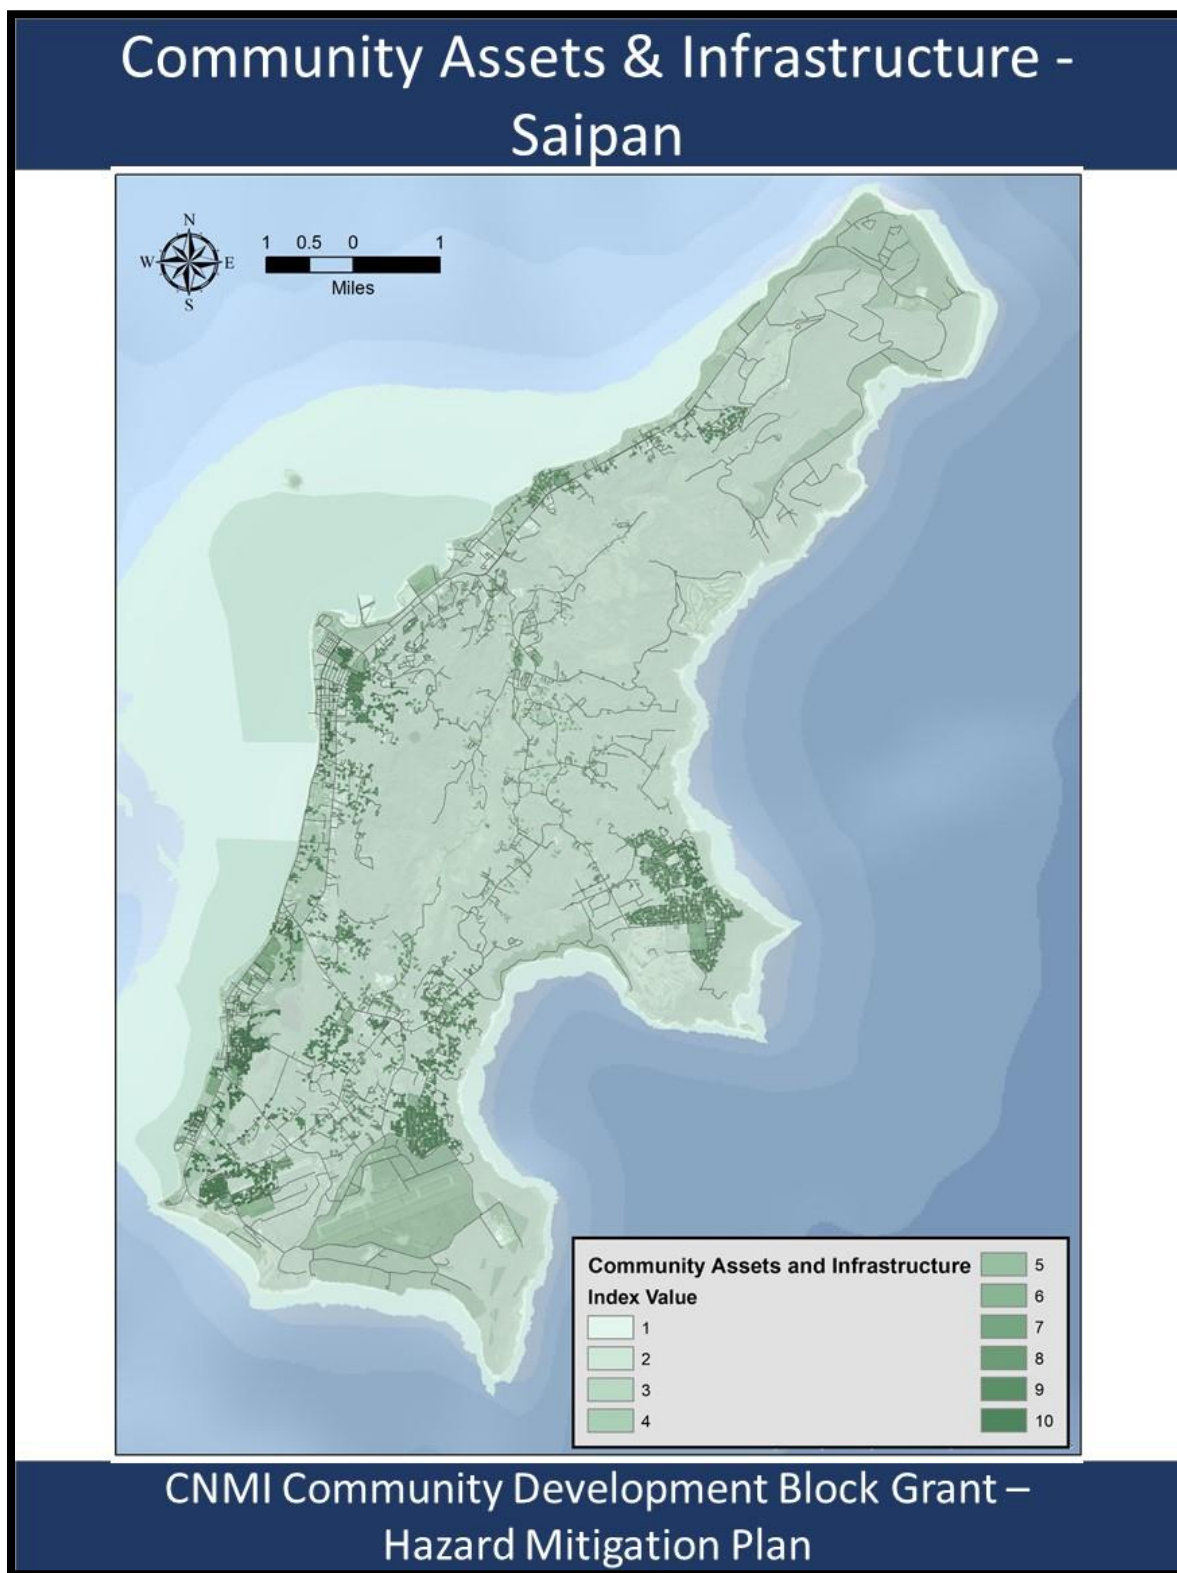 Community Assets & Infrastructure -
Saipan
N
W E
S
1 0.5 0 1
Miles
Community Assets and Infrastructure
Index Value
1
2
3
4
5
6
7
8
9
10
CNMI Community Development Block Grant –
Hazard Mitigation Plan